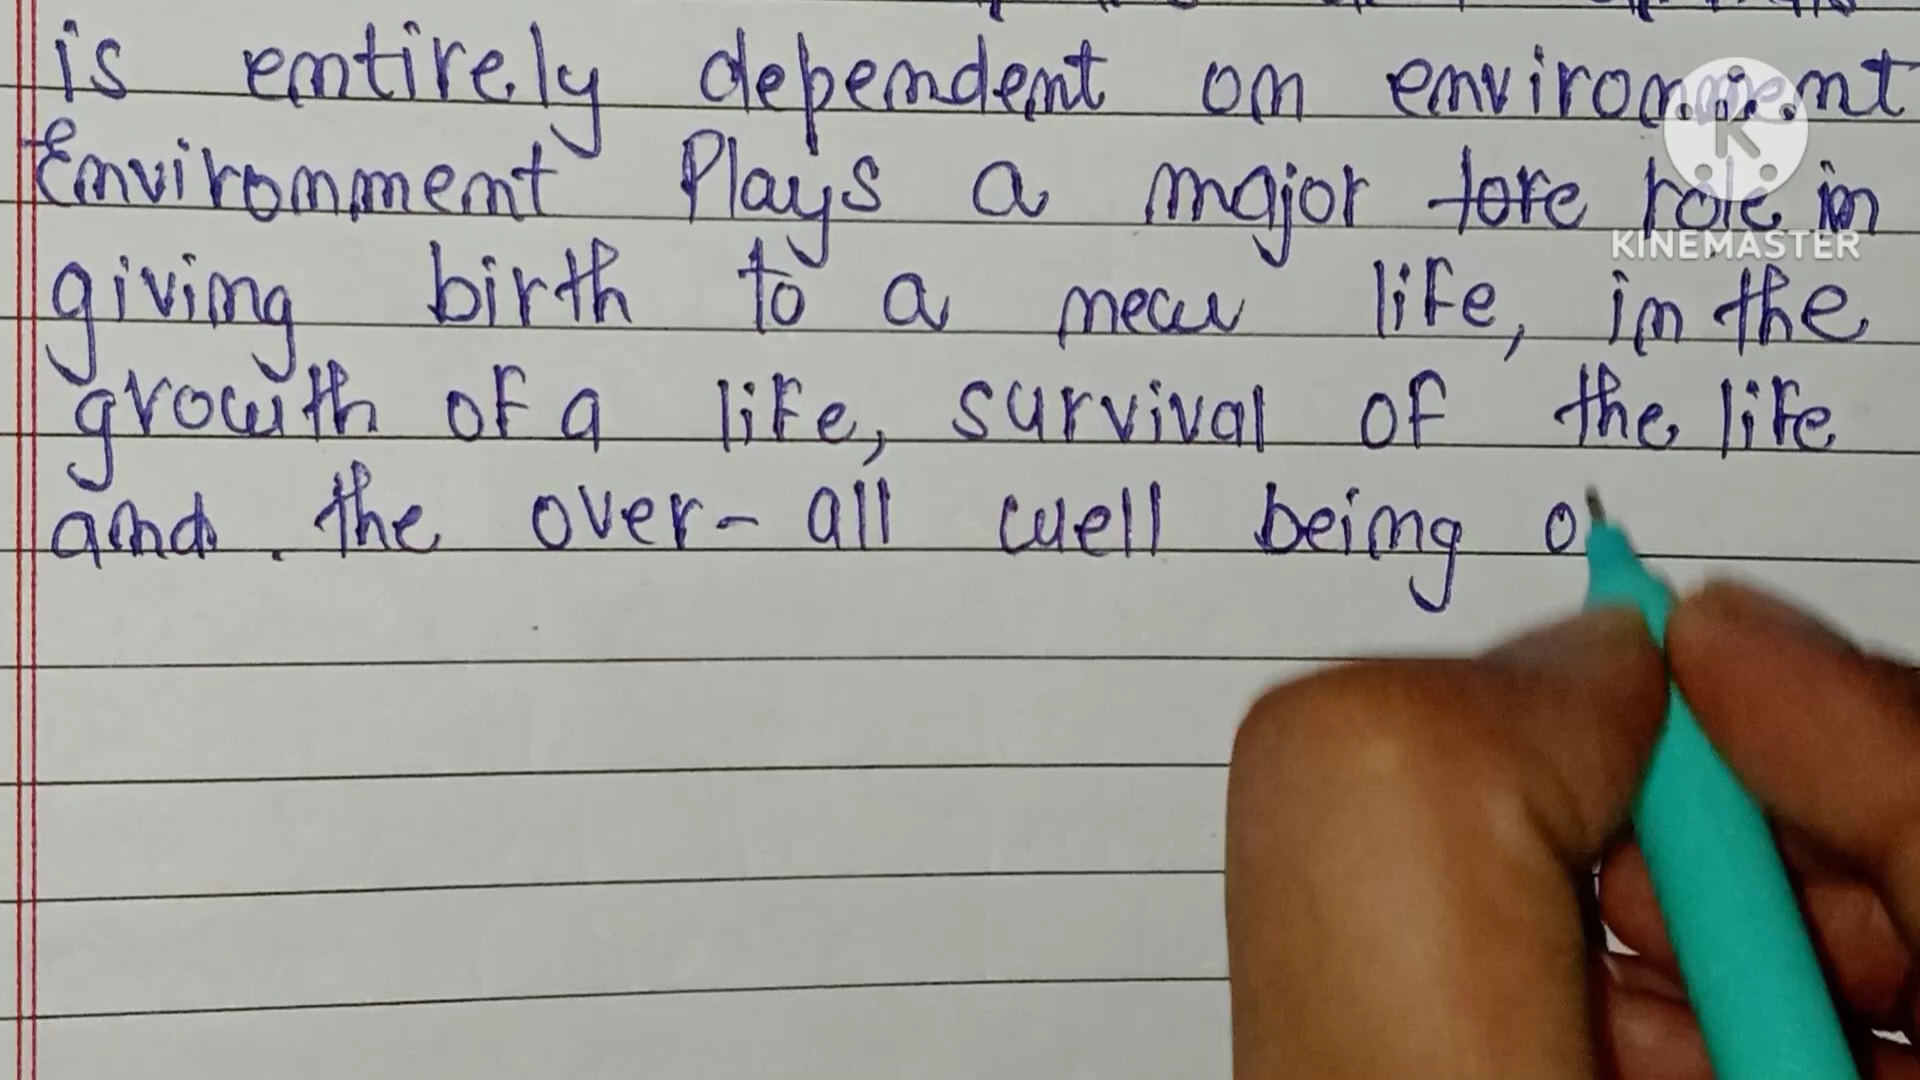 is entirely dependent on environment
Environment Plays a major tore role in
KINEMASTER
giving birth to a new life, in the
growth of a life, survival of the life
and. the over-all well being o